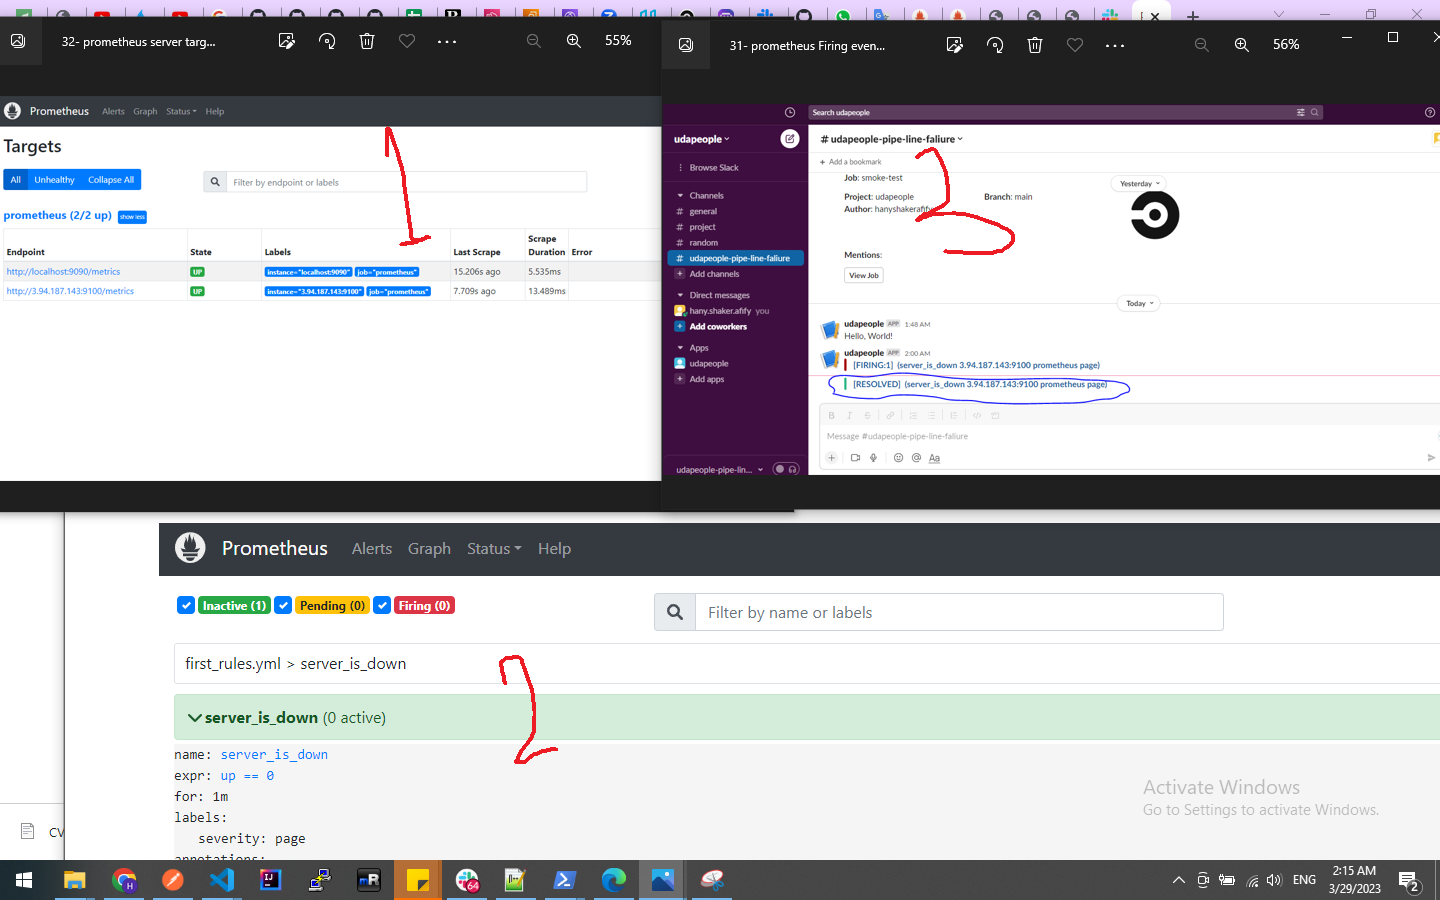 32- prometheus server targ...
55%
31- prometheus Firing even...
56%
Prometheus Alerts Graph Status Help
Targets
All Unhealthy Collapse All
Filter by endpoint or labels
prometheus (2/2 up) show less
Endpoint State Labels Last Scrape Scrape Duration Error
http://localhost:9090/metrics UP instance="localhost:9090" job="prometheus" 15.206s ago 5.535ms
http://3.94.187.143:9100/metrics UP instance="3.94.187.143:9100" job="prometheus" 7.709s ago 13.489ms
1
Search udapeople
udapeople
Browse Slack
Channels
# general
# project
# random
# udapeople-pipe-line-faliure
+ Add channels
Direct messages
hany.shaker.afify you
+ Add coworkers
Apps
udapeople
+ Add apps
udapeople-pipe-lin...
# udapeople-pipe-line-faliure
+ Add a bookmark
Job: smoke-test
Yesterday
Project: udapeople Branch: main
Author: hanyshakerafify
3
Mentions:
View Job
Today
udapeople APP 1:48 AM
Hello, World!
udapeople APP 2:00 AM
[FIRING:1] (server_is_down 3.94.187.143:9100 prometheus page)
[RESOLVED] (server_is_down 3.94.187.143:9100 prometheus page)
B I S
Message #udapeople-pipe-line-faliure
+ @ Aa
Prometheus Alerts Graph Status Help
Inactive (1) Pending (0) Firing (0)
Filter by name or labels
first_rules.yml > server_is_down
2
server_is_down (0 active)
name: server_is_down
expr: up == 0
for: 1m
labels:
severity: page
annotations:
Activate Windows
Go to Settings to activate Windows.
CV
64
ENG
2:15 AM
3/29/2023
2